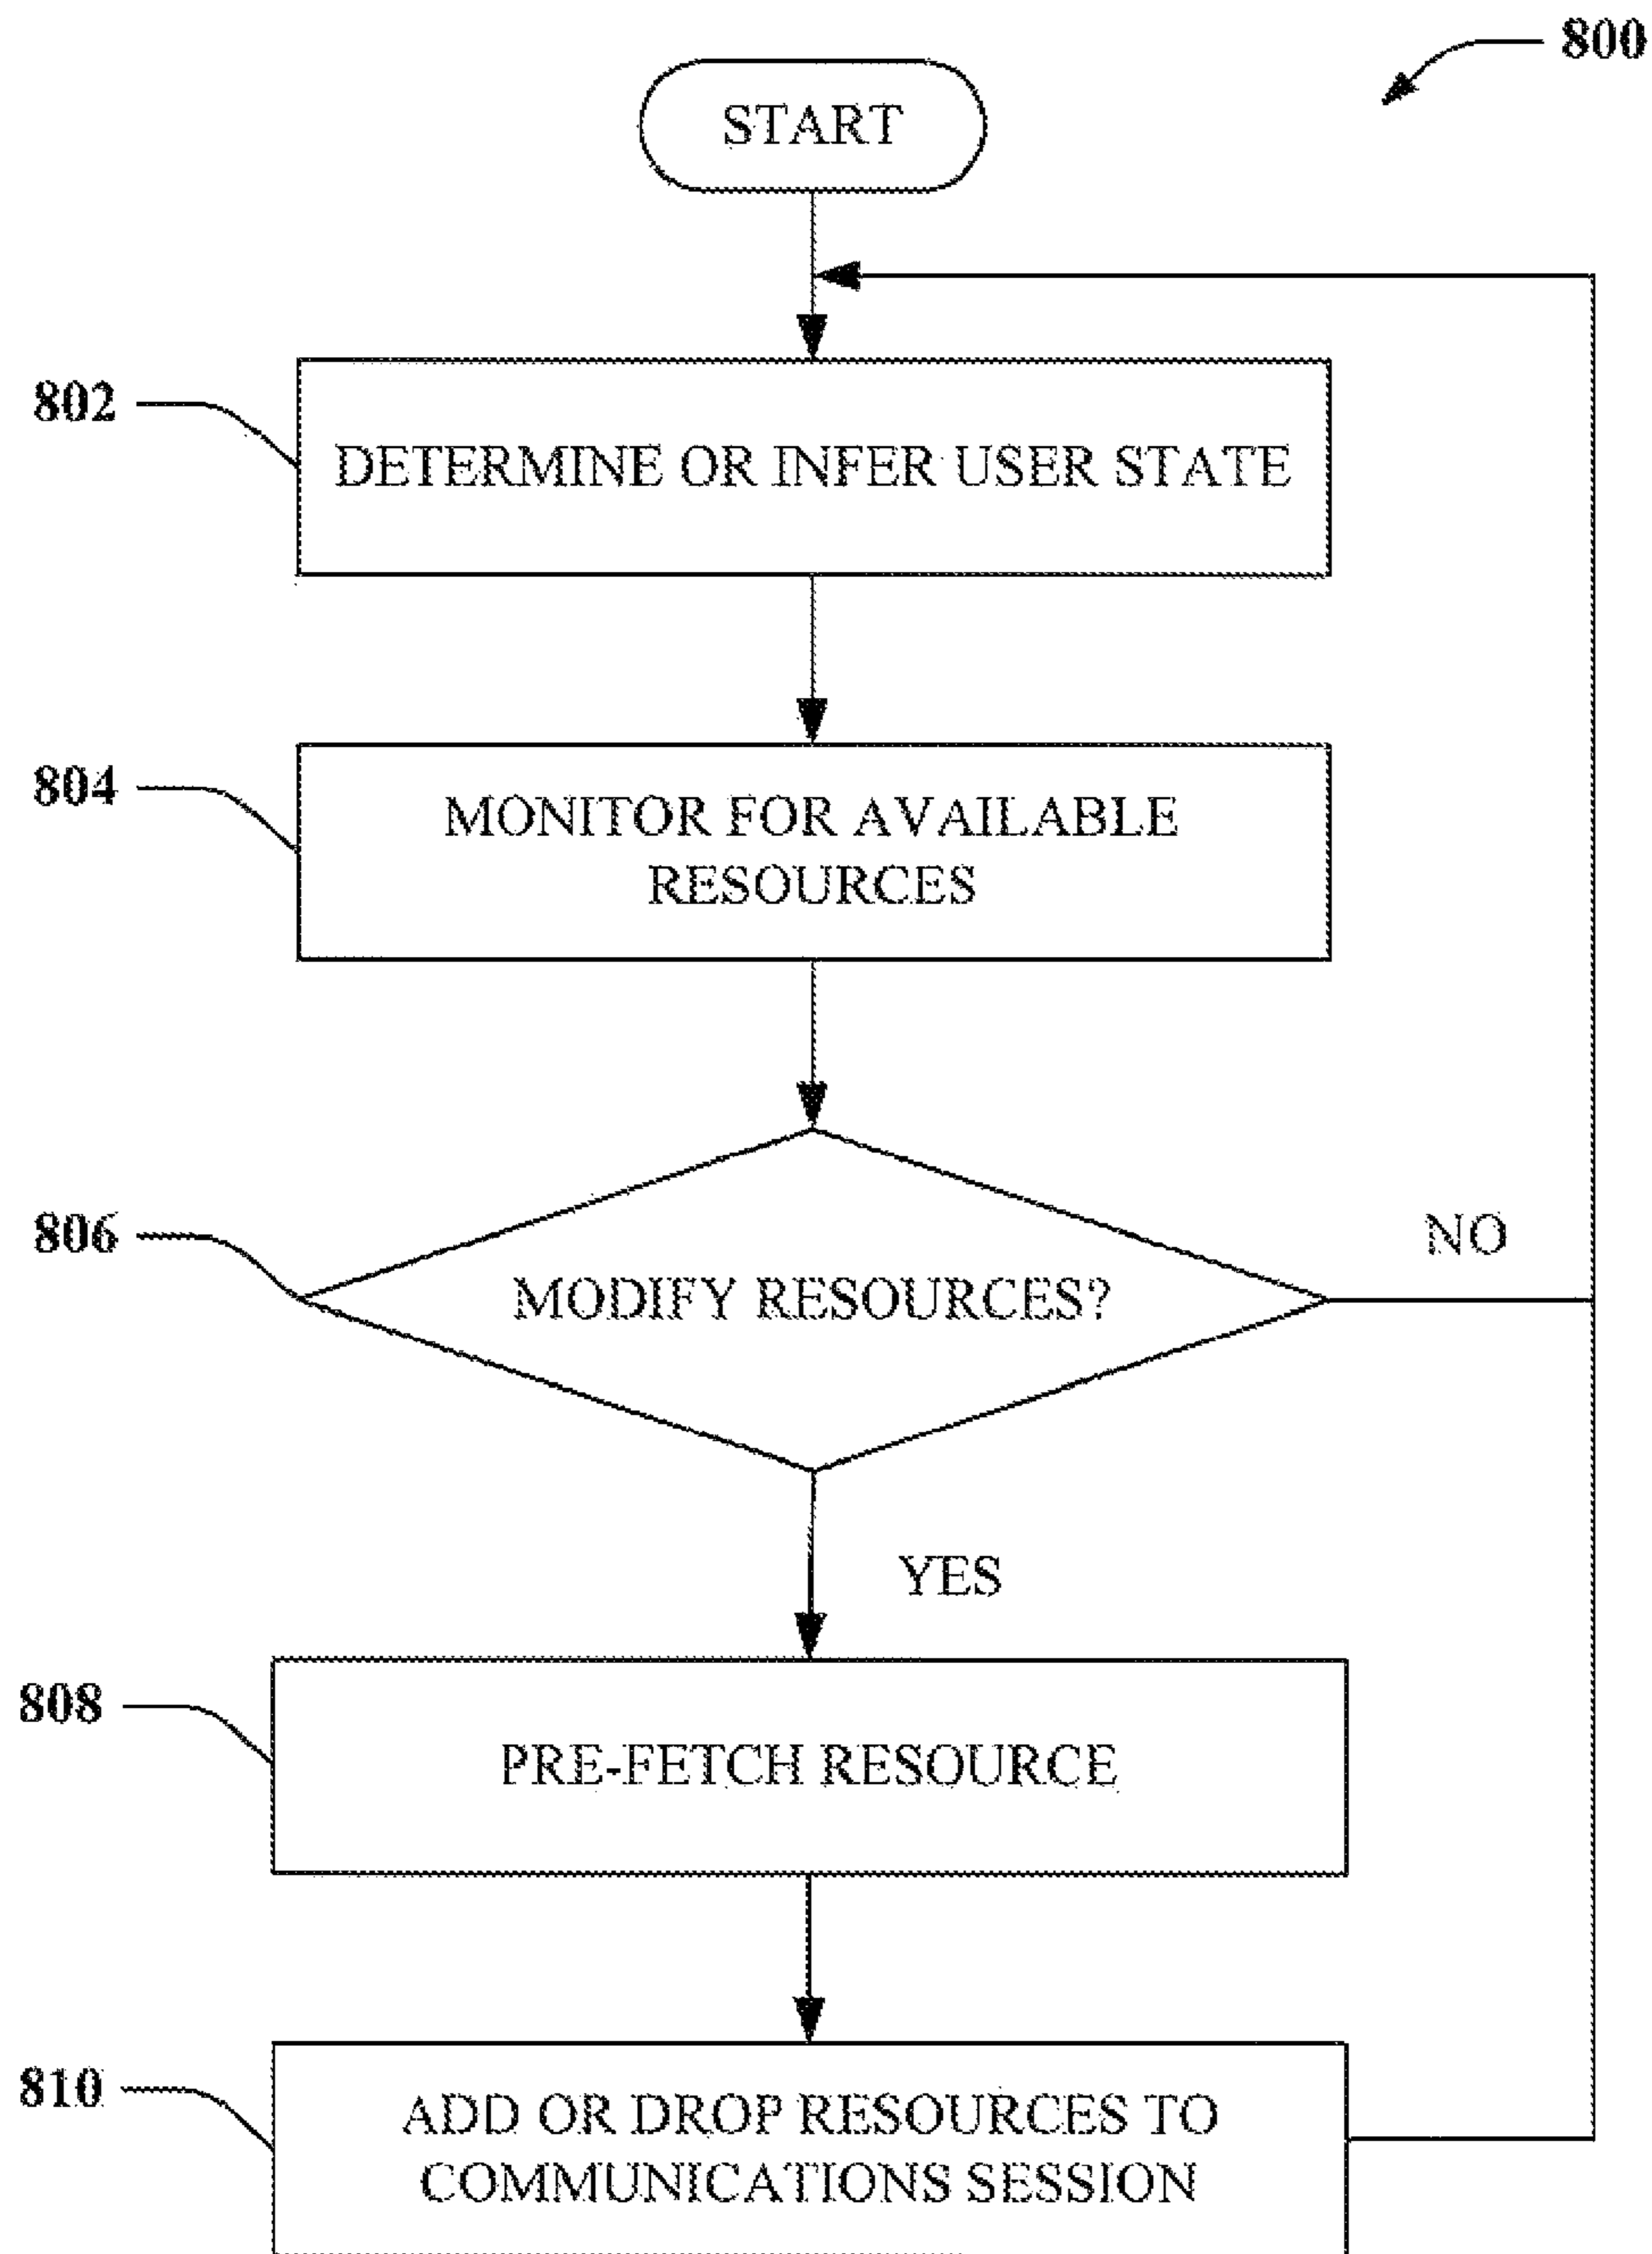 800
START
802
DETERMINE OR INFER USER STATE
804
MONITOR FOR AVAILABLE
RESOURCES
806
MODIFY RESOURCES?
NO
YES
808
PRE-FETCH RESOURCE
810
ADD OR DROP RESOURCES TO
COMMUNICATIONS SESSION